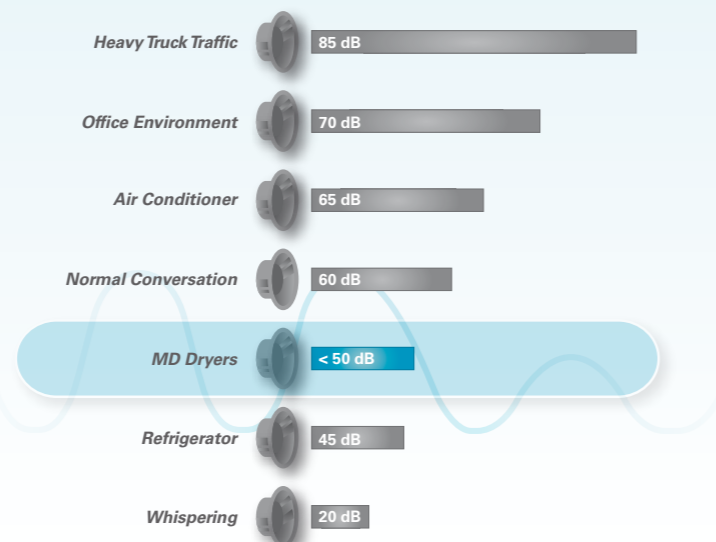 Heavy Truck Traffic 85 dB
Office Environment 70 dB
Air Conditioner 65 dB
Normal Conversation 60 dB
MD Dryers < 50 dB
Refrigerator 45 dB
Whispering 20 dB